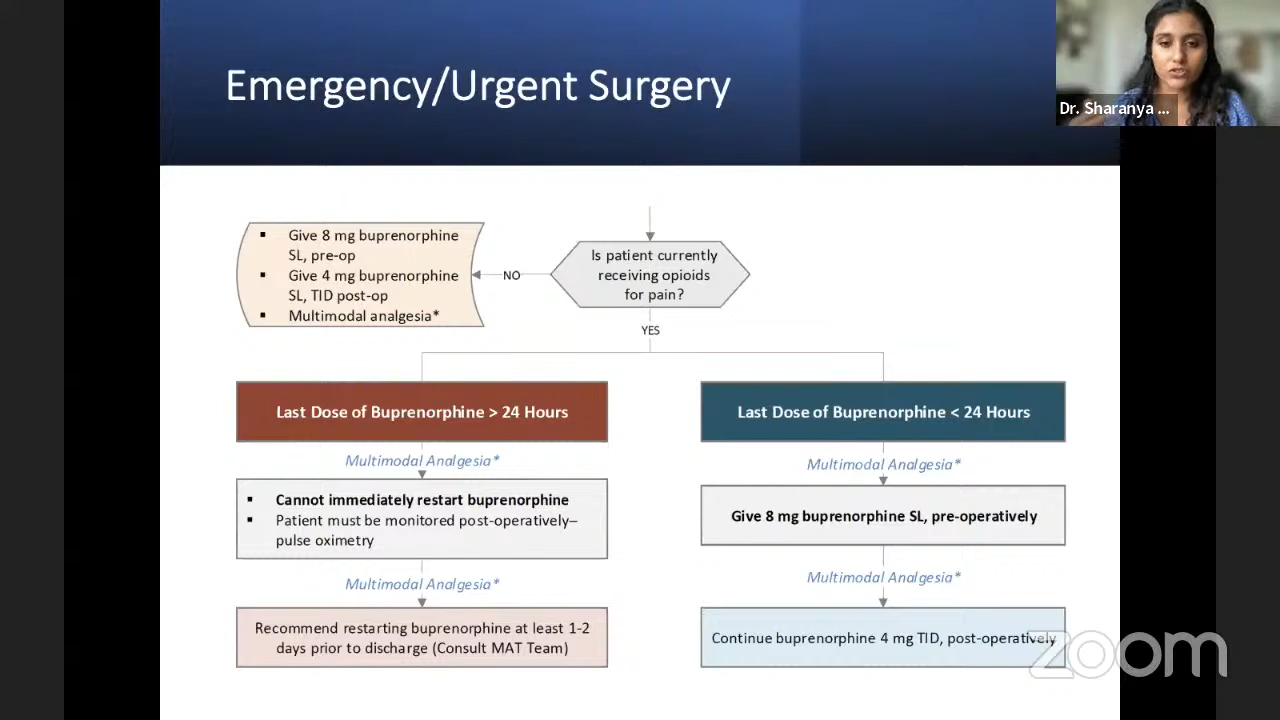 Emergency/Urgent Surgery
Dr. Sharanya ...
▪ Give 8 mg buprenorphine
SL, pre-op
▪ Give 4 mg buprenorphine
SL, TID post-op
▪ Multimodal analgesia*
NO
Is patient currently
receiving opioids
for pain?
YES
Last Dose of Buprenorphine > 24 Hours
Multimodal Analgesia*
▪ Cannot immediately restart buprenorphine
▪ Patient must be monitored post-operatively–
pulse oximetry
Multimodal Analgesia*
Recommend restarting buprenorphine at least 1-2
days prior to discharge (Consult MAT Team)
Last Dose of Buprenorphine < 24 Hours
Multimodal Analgesia*
Give 8 mg buprenorphine SL, pre-operatively
Multimodal Analgesia*
Continue buprenorphine 4 mg TID, post-operatively
zoom